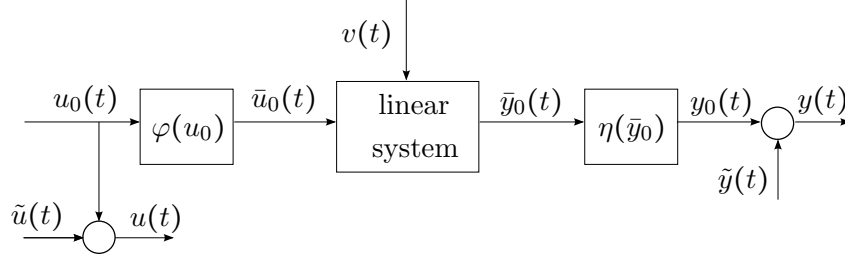 v(t)
u₀(t)
φ(u₀)
ū₀(t)
linear
system
ȳ₀(t)
η(ȳ₀)
y₀(t)
y(t)
ỹ(t)
ũ(t)
u(t)